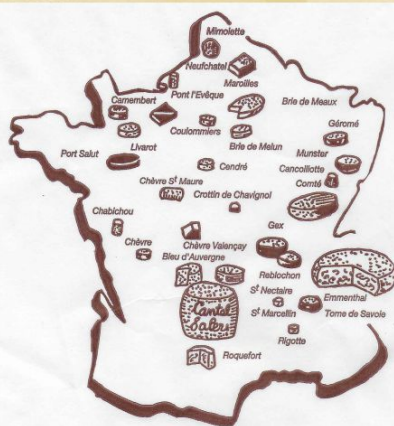 Mimolette
Neufchatel
Maroilles
Pont l'Evêque
Camembert
Brie de Meaux
Coulommiers
Géromé
Livarot
Brie de Melun
Munster
Port Salut
Cendré
Cancoillotte
Chèvre St Maure
Comté
Crottin de Chavignol
Chabichou
Gex
Chèvre
Chèvre Valençay
Bleu d'Auvergne
Reblochon
St Nectaire
Emmenthal
Cantal
Salers
St Marcellin
Tome de Savoie
Rigotte
Roquefort